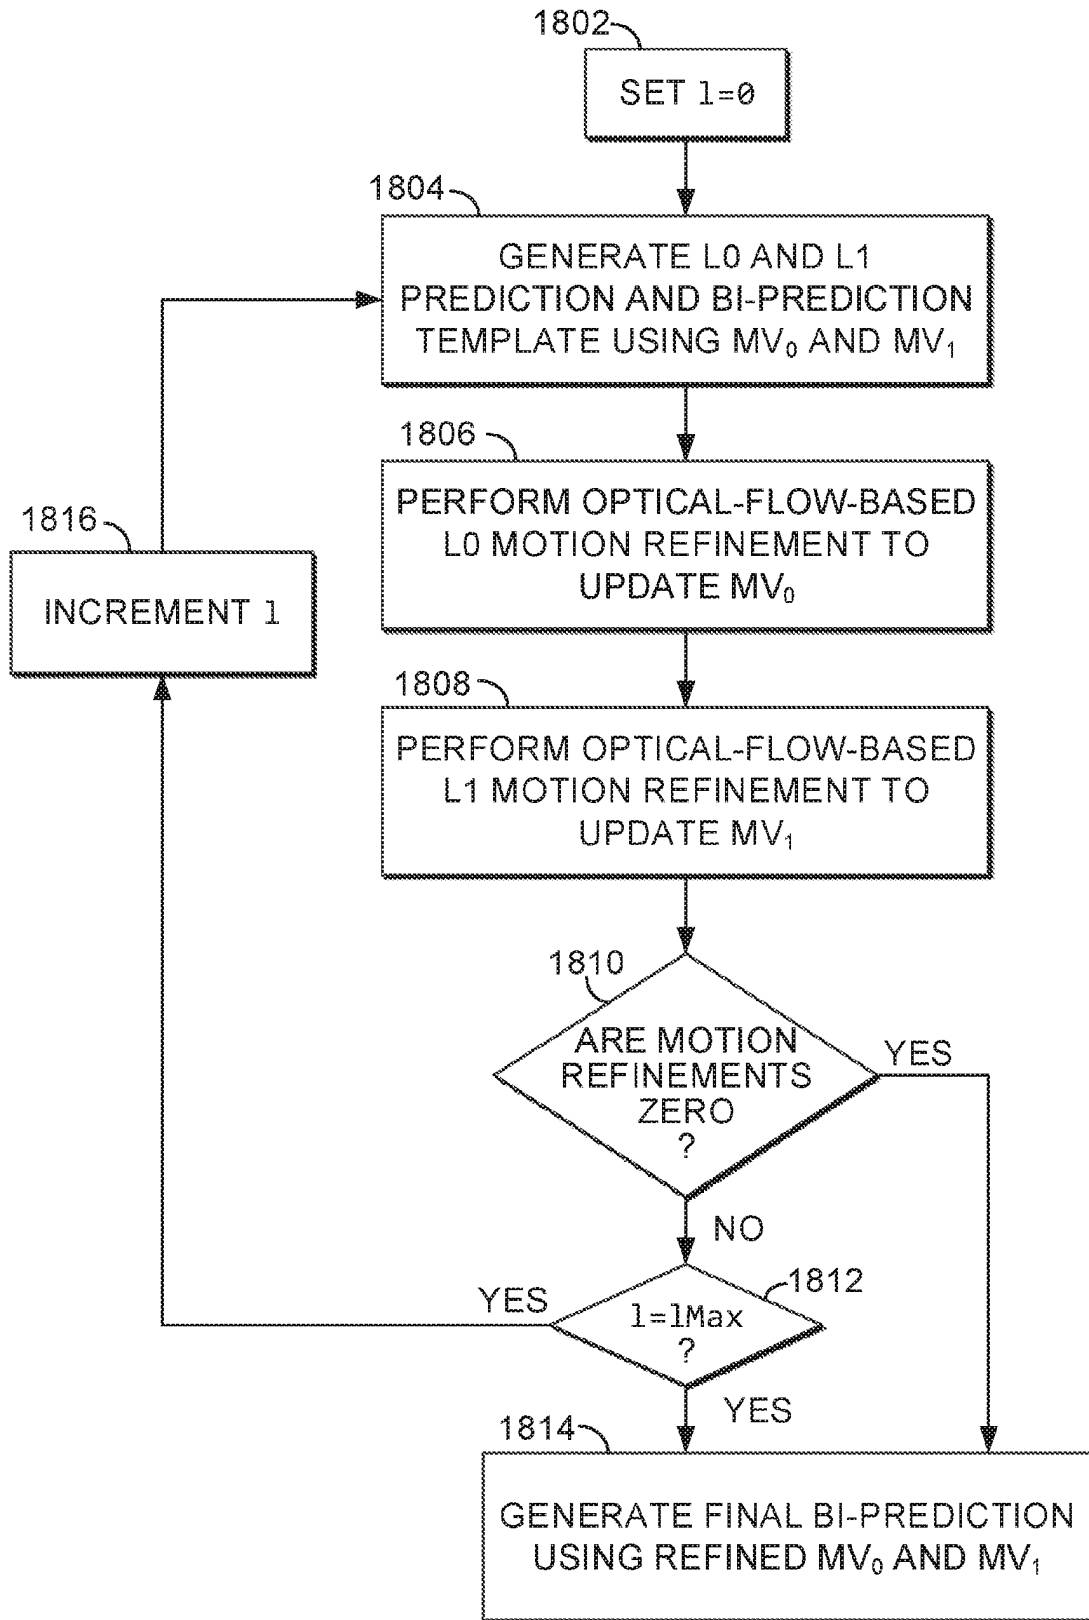 1802
SET l=0
1804
GENERATE L0 AND L1
PREDICTION AND BI-PREDICTION
TEMPLATE USING MV₀ AND MV₁
1806
PERFORM OPTICAL-FLOW-BASED
L0 MOTION REFINEMENT TO
UPDATE MV₀
1816
INCREMENT l
1808
PERFORM OPTICAL-FLOW-BASED
L1 MOTION REFINEMENT TO
UPDATE MV₁
1810
ARE MOTION
REFINEMENTS
ZERO
?
YES
NO
1812
YES
l=lMax
?
YES
1814
GENERATE FINAL BI-PREDICTION
USING REFINED MV₀ AND MV₁